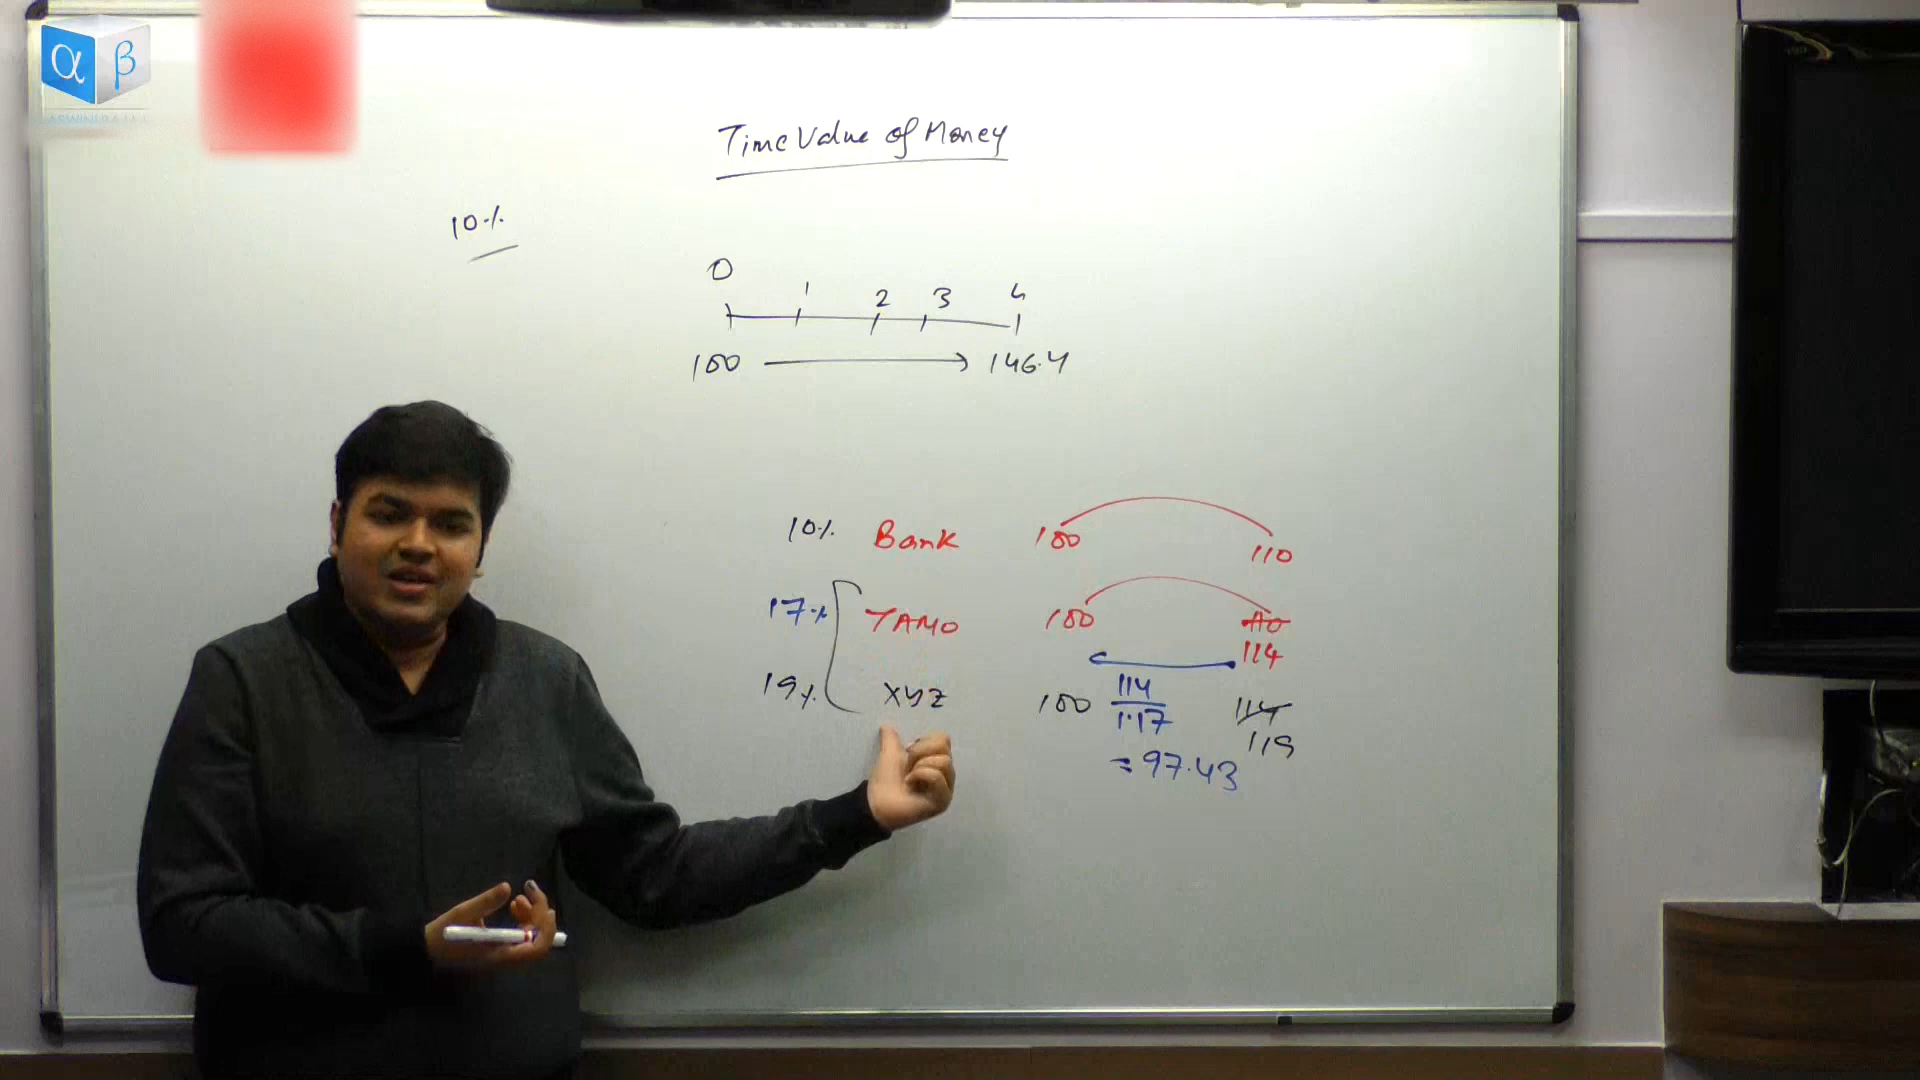 α β
Time Value of Money
10%
0 1 2 3 4
100 → 146.4
10% Bank 100 110
17% TAMO 100 110
114
19% XYZ 100 114/1.17 114
119
= 97.43